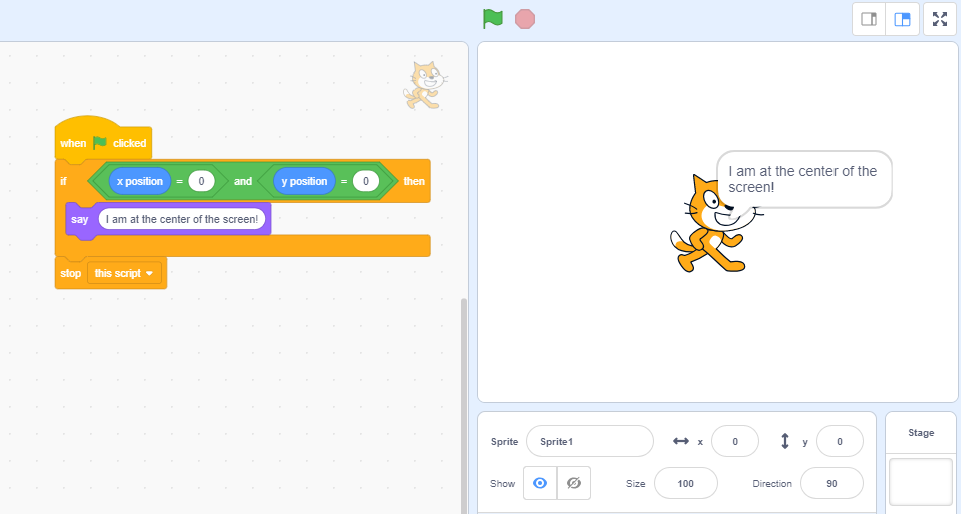 when clicked
if x position = 0 and y position = 0 then
say I am at the center of the screen!
stop this script
I am at the center of the
screen!
Sprite Sprite1 x 0 y 0
Show Size 100 Direction 90
Stage